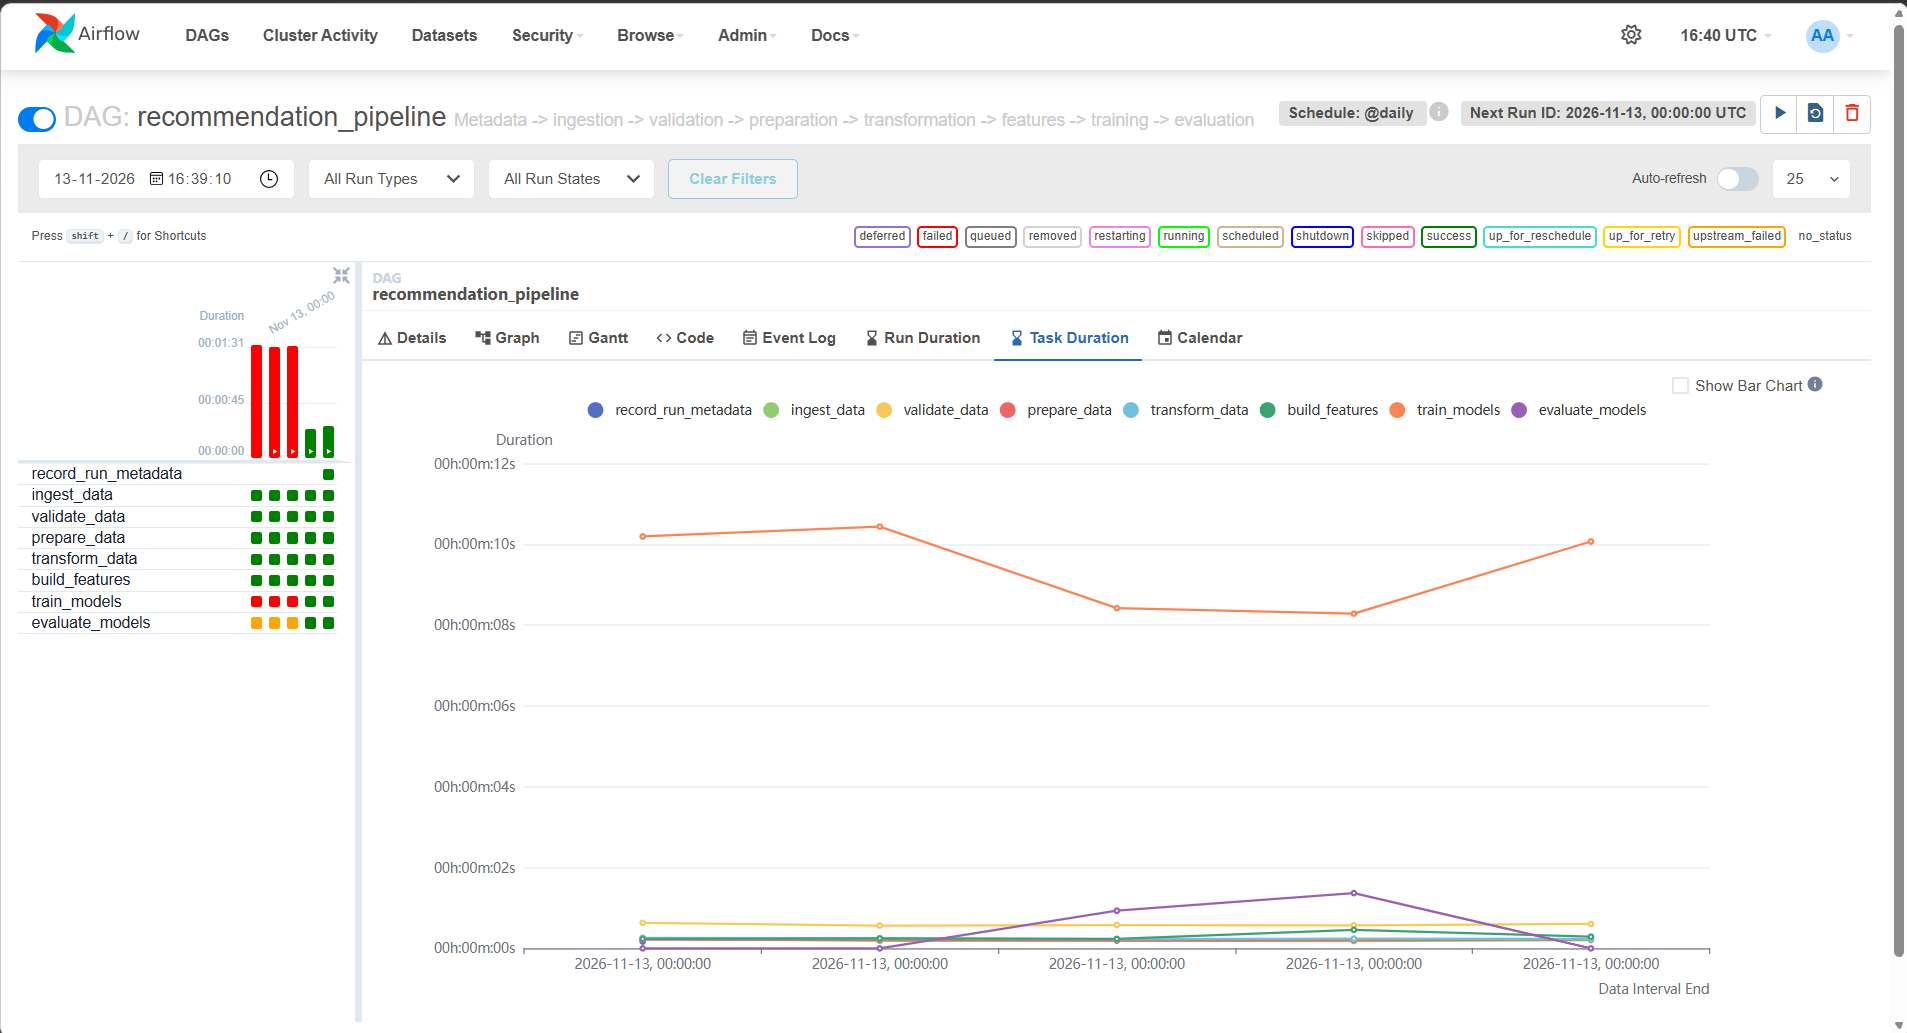 Airflow DAGs Cluster Activity Datasets Security Browse Admin Docs 16:40 UTC AA
DAG: recommendation_pipeline Metadata -> ingestion -> validation -> preparation -> transformation -> features -> training -> evaluation Schedule: @daily Next Run ID: 2026-11-13, 00:00:00 UTC
13-11-2026 16:39:10 All Run Types All Run States Clear Filters Auto-refresh 25
Press shift + / for Shortcuts deferred failed queued removed restarting running scheduled shutdown skipped success up_for_reschedule up_for_retry upstream_failed no_status
Duration
Nov 13, 00:00
00:01:31
00:00:45
00:00:00
record_run_metadata
ingest_data
validate_data
prepare_data
transform_data
build_features
train_models
evaluate_models
DAG
recommendation_pipeline
Details Graph Gantt Code Event Log Run Duration Task Duration Calendar
Show Bar Chart
record_run_metadata ingest_data validate_data prepare_data transform_data build_features train_models evaluate_models
Duration
00h:00m:12s
00h:00m:10s
00h:00m:08s
00h:00m:06s
00h:00m:04s
00h:00m:02s
00h:00m:00s
2026-11-13, 00:00:00 2026-11-13, 00:00:00 2026-11-13, 00:00:00 2026-11-13, 00:00:00 2026-11-13, 00:00:00
Data Interval End